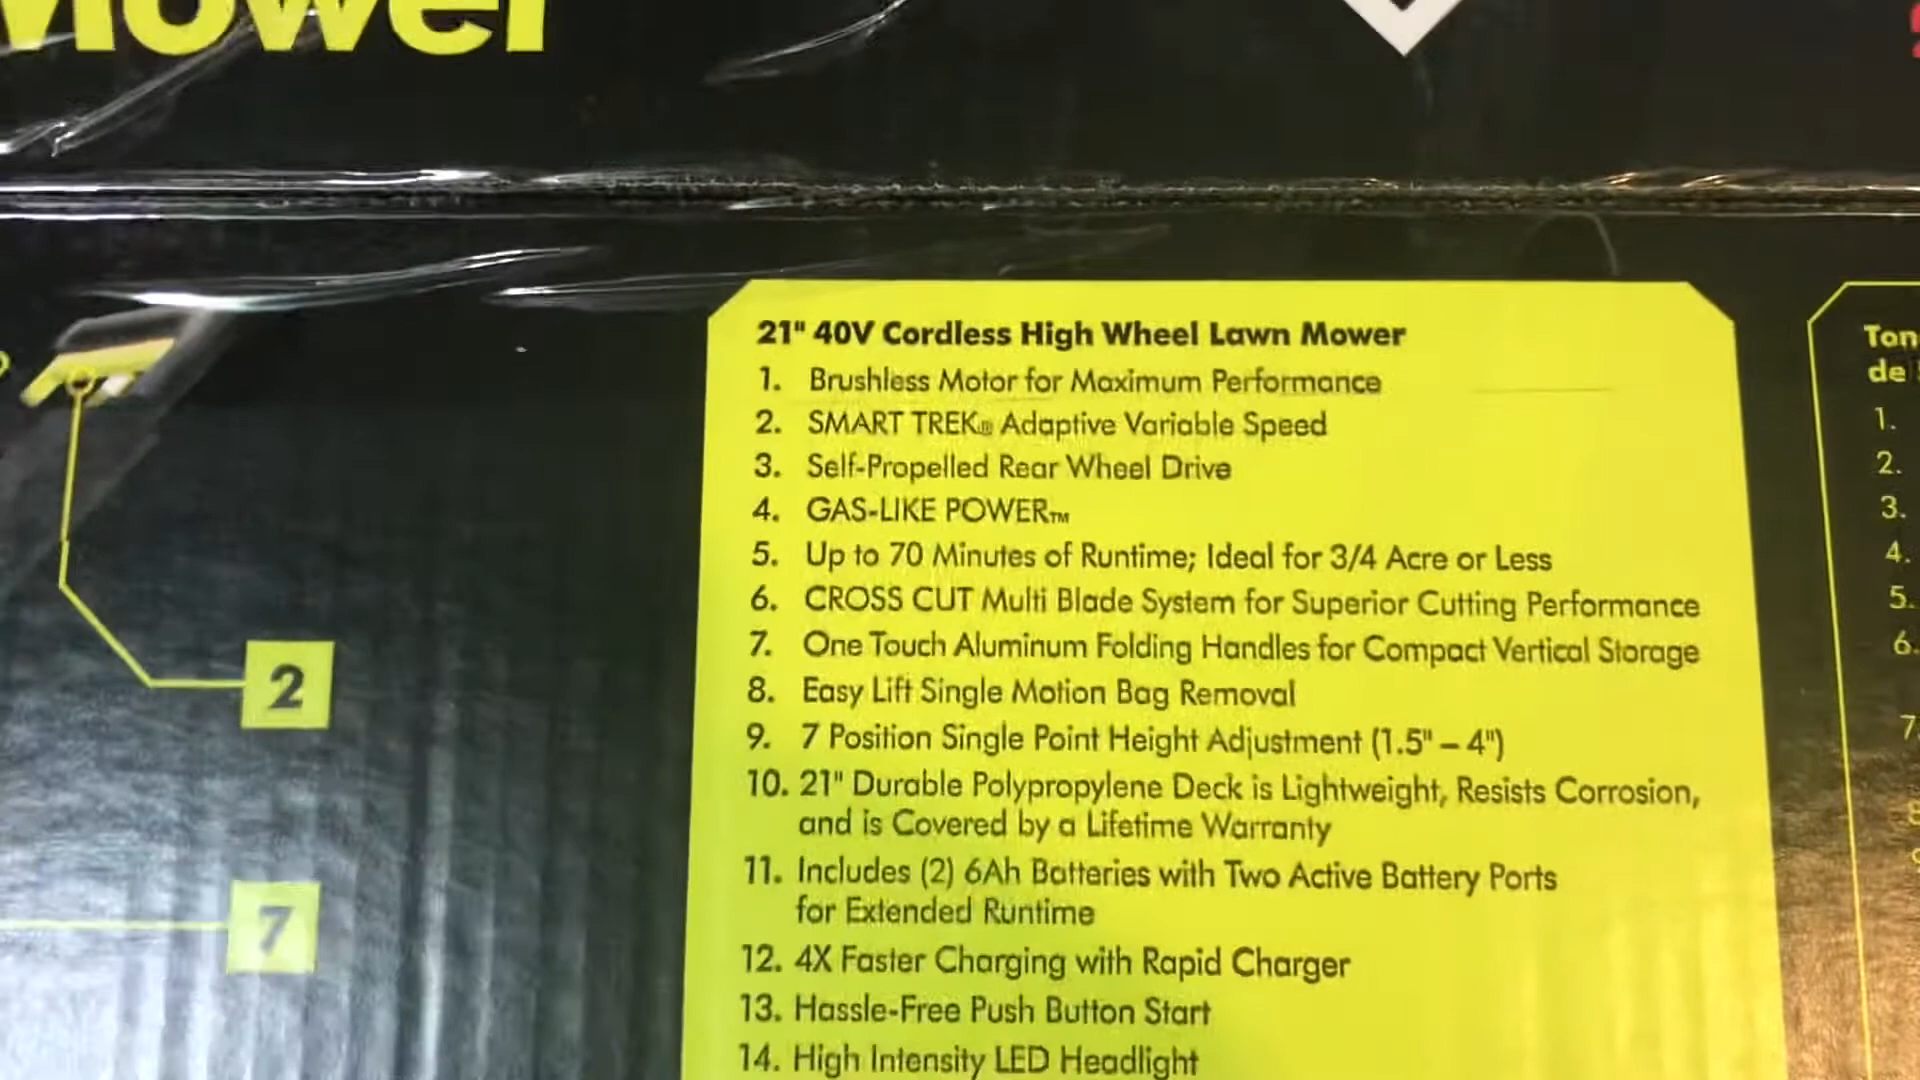 Mower
21" 40V Cordless High Wheel Lawn Mower
1. Brushless Motor for Maximum Performance
2. SMART TREK® Adaptive Variable Speed
3. Self-Propelled Rear Wheel Drive
4. GAS-LIKE POWER™
5. Up to 70 Minutes of Runtime; Ideal for 3/4 Acre or Less
6. CROSS CUT Multi Blade System for Superior Cutting Performance
7. One Touch Aluminum Folding Handles for Compact Vertical Storage
8. Easy Lift Single Motion Bag Removal
9. 7 Position Single Point Height Adjustment (1.5" – 4")
10. 21" Durable Polypropylene Deck is Lightweight, Resists Corrosion,
and is Covered by a Lifetime Warranty
11. Includes (2) 6Ah Batteries with Two Active Battery Ports
for Extended Runtime
12. 4X Faster Charging with Rapid Charger
13. Hassle-Free Push Button Start
14. High Intensity LED Headlight
2
7
Ton
de
1.
2.
3.
4.
5.
6.
7.